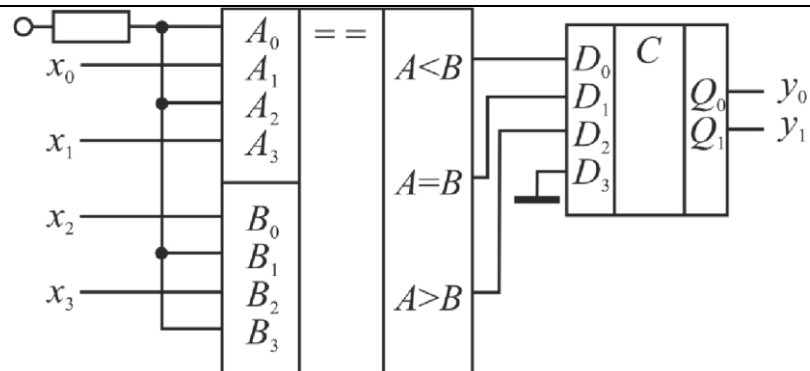 A₀ == C
x₀ A₁ A<B D₀
A₂ D₁ Q₀ y₀
x₁ A₃ D₂ Q₁ y₁
A=B D₃
x₂ B₀
B₁
x₃ B₂ A>B
B₃